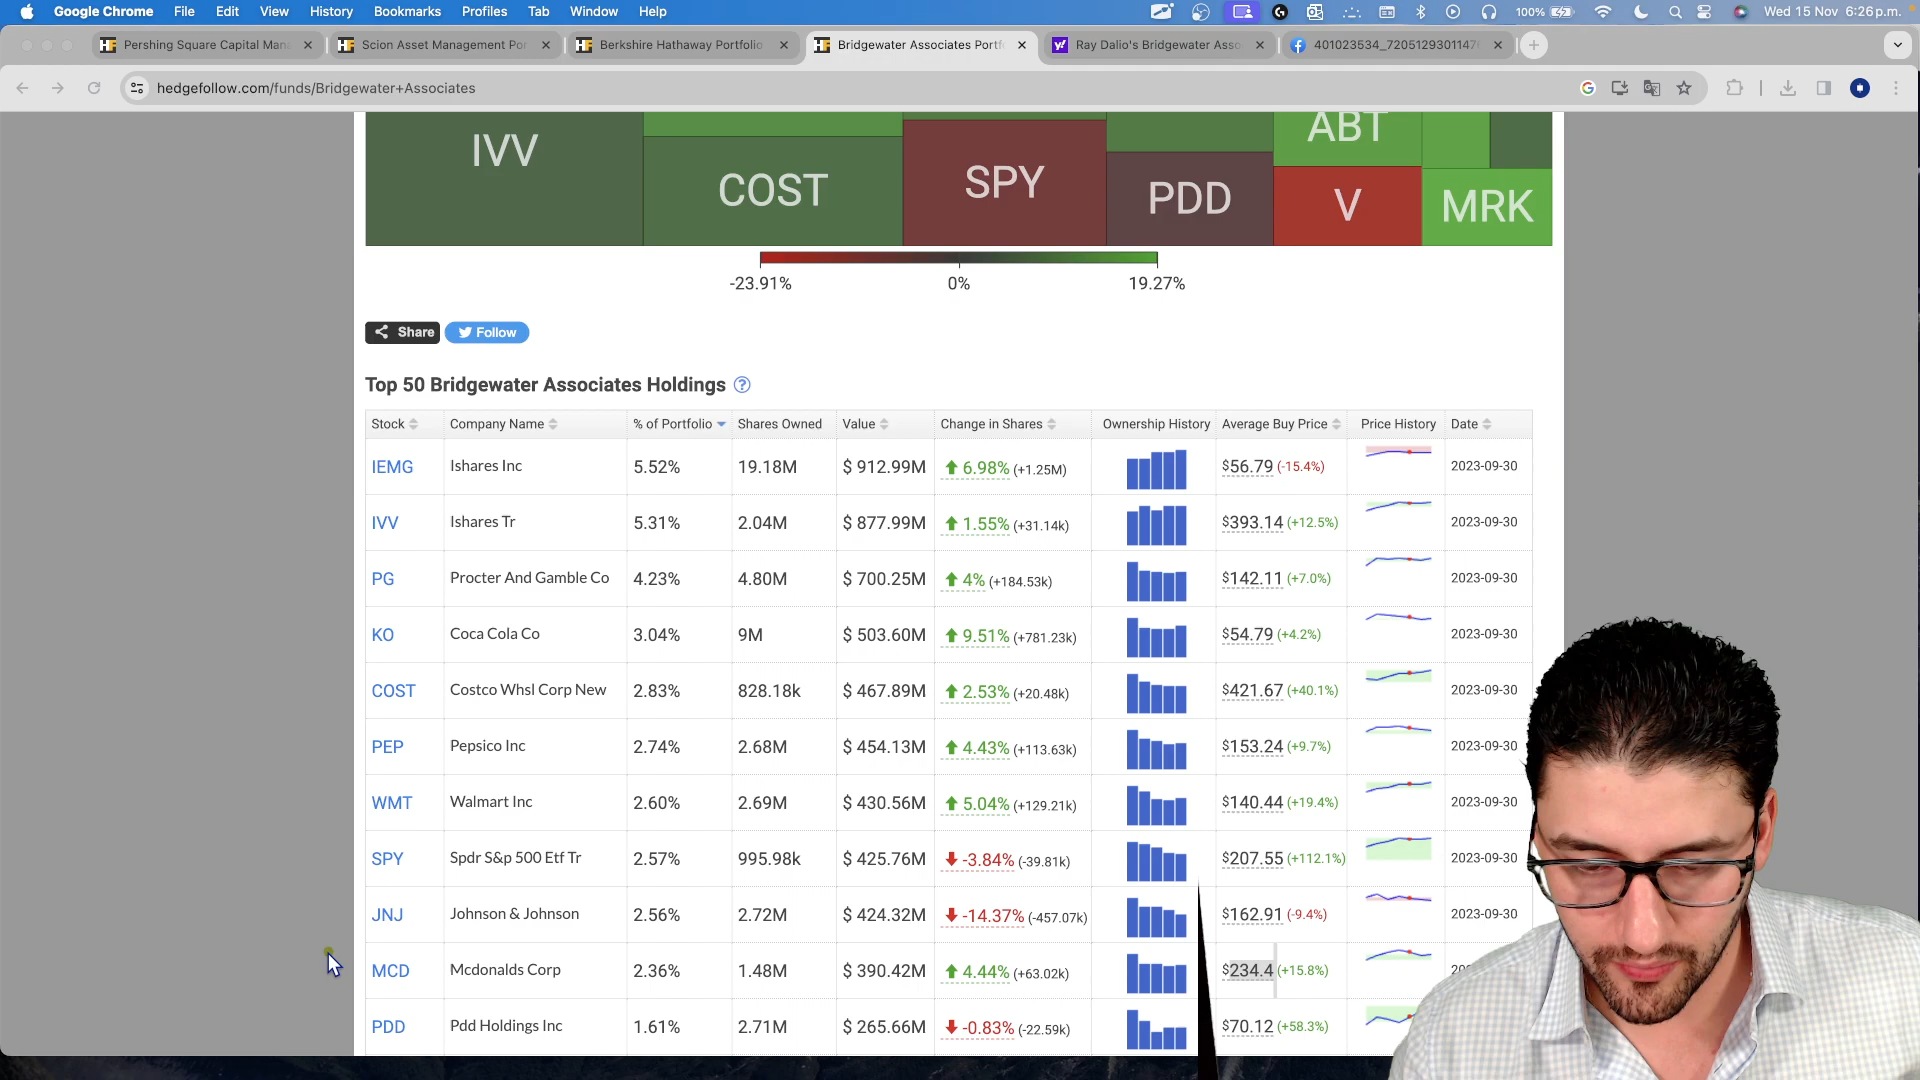 Google Chrome File Edit View History Bookmarks Profiles Tab Window Help 100% Wed 15 Nov 6:26 p.m.
Pershing Square Capital Man Scion Asset Management Por Berkshire Hathaway Portfolio Bridgewater Associates Portf Ray Dalio's Bridgewater Asso 401023534_720512930114
hedgefollow.com/funds/Bridgewater+Associates
IVV COST SPY PDD ABT V MRK
-23.91% 0% 19.27%
Share Follow
Top 50 Bridgewater Associates Holdings ?
Stock Company Name % of Portfolio Shares Owned Value Change in Shares Ownership History Average Buy Price Price History Date
IEMG Ishares Inc 5.52% 19.18M $ 912.99M 6.98% (+1.25M) $56.79 (-15.4%) 2023-09-30
IVV Ishares Tr 5.31% 2.04M $ 877.99M 1.55% (+31.14k) $393.14 (+12.5%) 2023-09-30
PG Procter And Gamble Co 4.23% 4.80M $ 700.25M 4% (+184.53k) $142.11 (+7.0%) 2023-09-30
KO Coca Cola Co 3.04% 9M $ 503.60M 9.51% (+781.23k) $54.79 (+4.2%) 2023-09-30
COST Costco Whsl Corp New 2.83% 828.18k $ 467.89M 2.53% (+20.48k) $421.67 (+40.1%) 2023-09-30
PEP Pepsico Inc 2.74% 2.68M $ 454.13M 4.43% (+113.63k) $153.24 (+9.7%) 2023-09-30
WMT Walmart Inc 2.60% 2.69M $ 430.56M 5.04% (+129.21k) $140.44 (+19.4%) 2023-09-30
SPY Spdr S&p 500 Etf Tr 2.57% 995.98k $ 425.76M -3.84% (-39.81k) $207.55 (+112.1%) 2023-09-30
JNJ Johnson & Johnson 2.56% 2.72M $ 424.32M -14.37% (-457.07k) $162.91 (-9.4%) 2023-09-30
MCD Mcdonalds Corp 2.36% 1.48M $ 390.42M 4.44% (+63.02k) $234.4 (+15.8%)
PDD Pdd Holdings Inc 1.61% 2.71M $ 265.66M -0.83% (-22.59k) $70.12 (+58.3%)